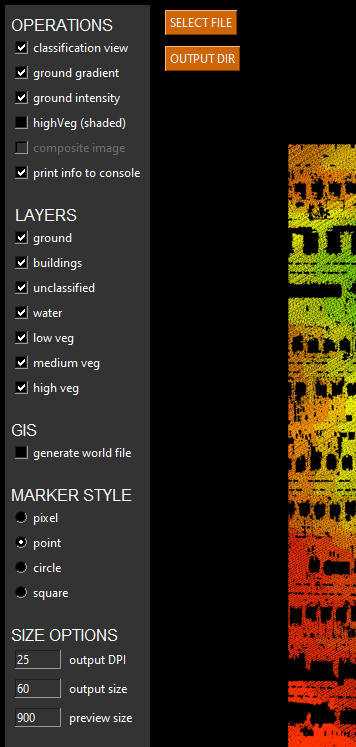 OPERATIONS
classification view
ground gradient
ground intensity
highVeg (shaded)
composite image
print info to console
LAYERS
ground
buildings
unclassified
water
low veg
medium veg
high veg
GIS
generate world file
MARKER STYLE
pixel
point
circle
square
SIZE OPTIONS
25 output DPI
60 output size
900 preview size
SELECT FILE
OUTPUT DIR